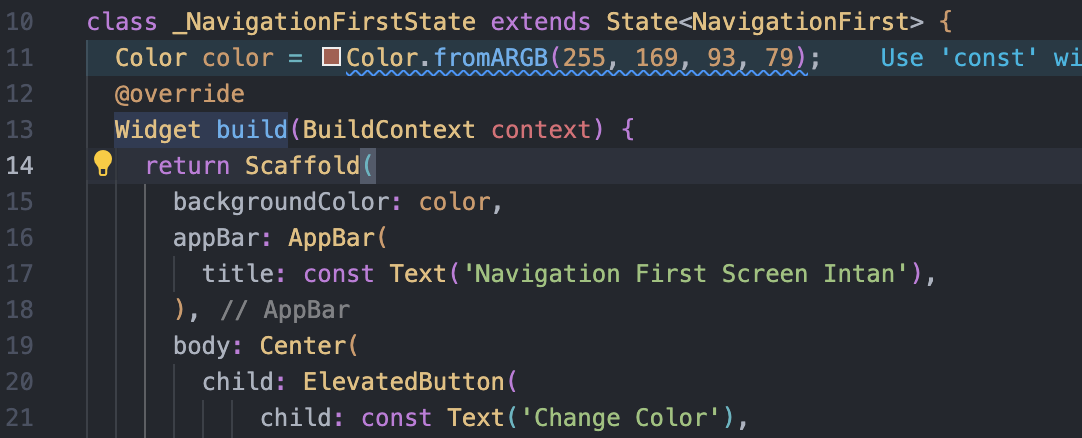 10 class _NavigationFirstState extends State<NavigationFirst> {
11 Color color = Color.fromARGB(255, 169, 93, 79); Use 'const' wi
12 @override
13 Widget build(BuildContext context) {
14 return Scaffold(
15 backgroundColor: color,
16 appBar: AppBar(
17 title: const Text('Navigation First Screen Intan'),
18 ), // AppBar
19 body: Center(
20 child: ElevatedButton(
21 child: const Text('Change Color'),